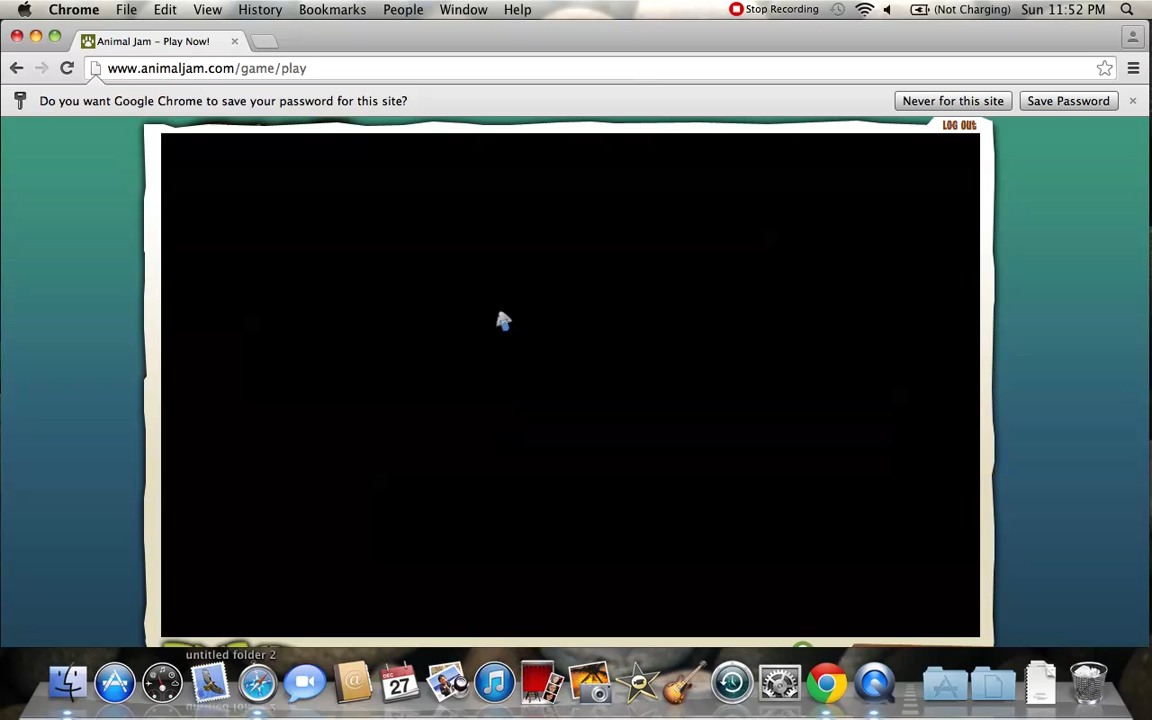 Chrome File Edit View History Bookmarks People Window Help Stop Recording (Not Charging) Sun 11:52 PM
Animal Jam – Play Now!
www.animaljam.com/game/play
Do you want Google Chrome to save your password for this site? Never for this site Save Password
LOG OUT
untitled folder 2
DEC
27